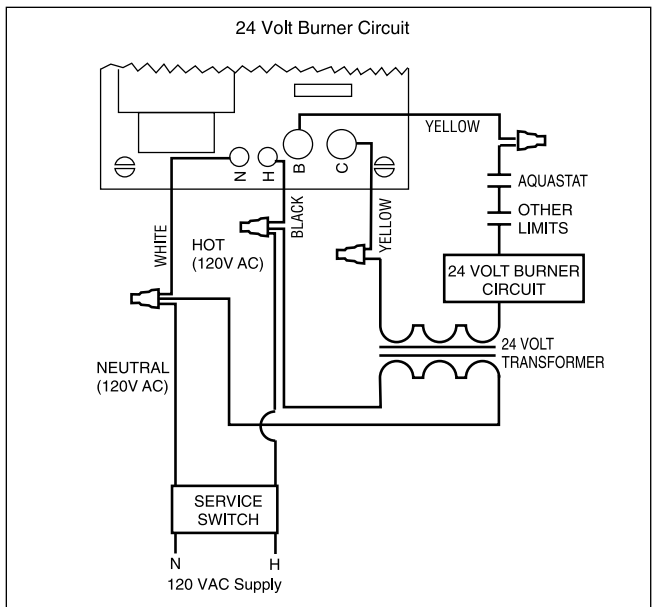 24 Volt Burner Circuit
YELLOW
N
H
B
C
AQUASTAT
OTHER
LIMITS
WHITE
HOT
(120V AC)
BLACK
YELLOW
24 VOLT BURNER
CIRCUIT
24 VOLT
TRANSFORMER
NEUTRAL
(120V AC)
SERVICE
SWITCH
N
H
120 VAC Supply